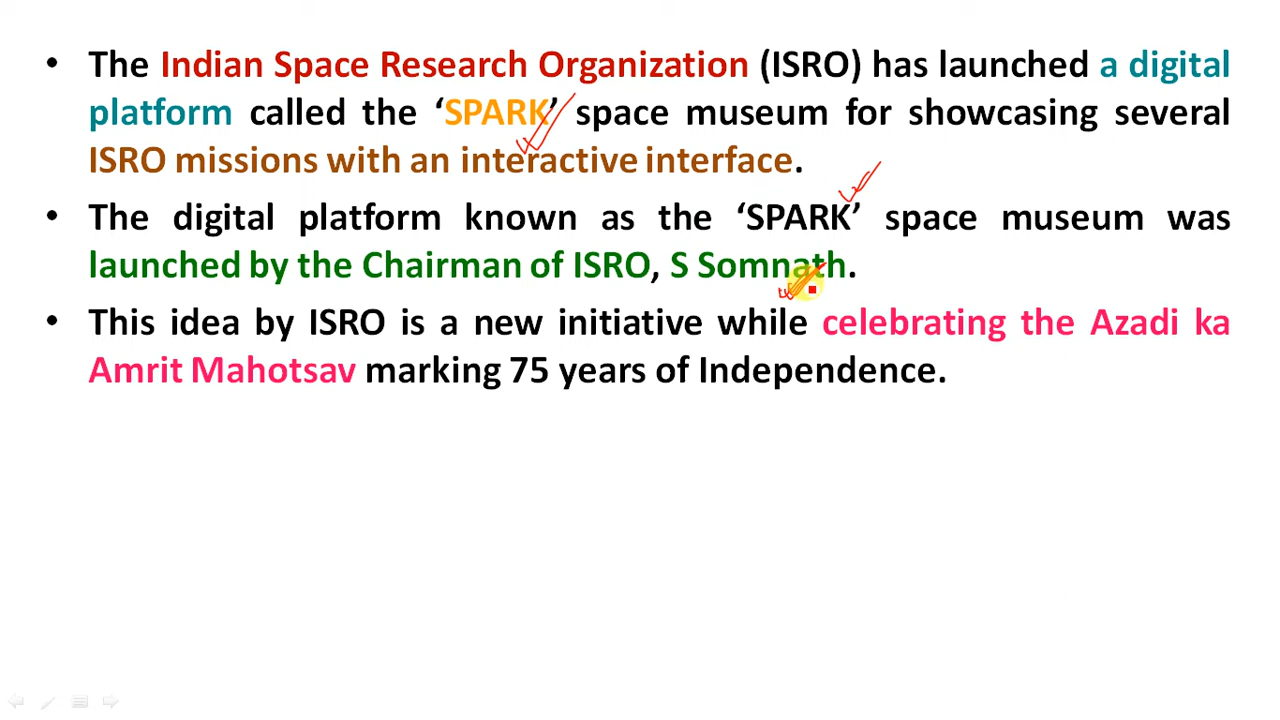 • The Indian Space Research Organization (ISRO) has launched a digital
platform called the ‘SPARK’ space museum for showcasing several
ISRO missions with an interactive interface.
• The digital platform known as the ‘SPARK’ space museum was
launched by the Chairman of ISRO, S Somnath.
• This idea by ISRO is a new initiative while celebrating the Azadi ka
Amrit Mahotsav marking 75 years of Independence.